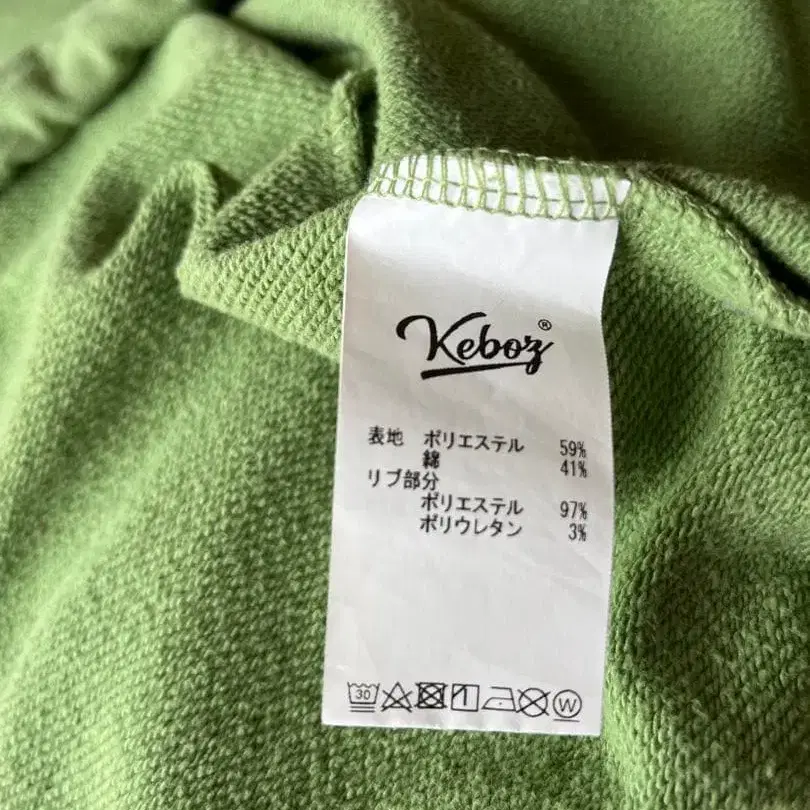 Keboz®
表地 ポリエステル 59%
綿 41%
リブ部分
ポリエステル 97%
ポリウレタン 3%
30 W